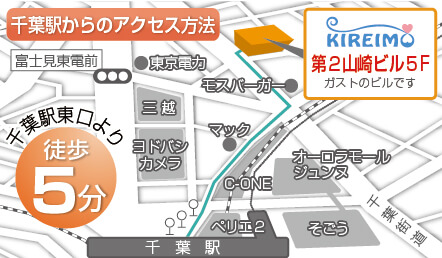 千葉駅からのアクセス方法
KIREIMO
第2山崎ビル5F
ガストのビルです
富士見東電前
東京電力
モスバーガー
三越
千葉駅東口より
徒歩
5分
ヨドバシ
カメラ
マック
オーロラモール
ジュンヌ
C-ONE
ペリエ2
そごう
千葉街道
千葉駅